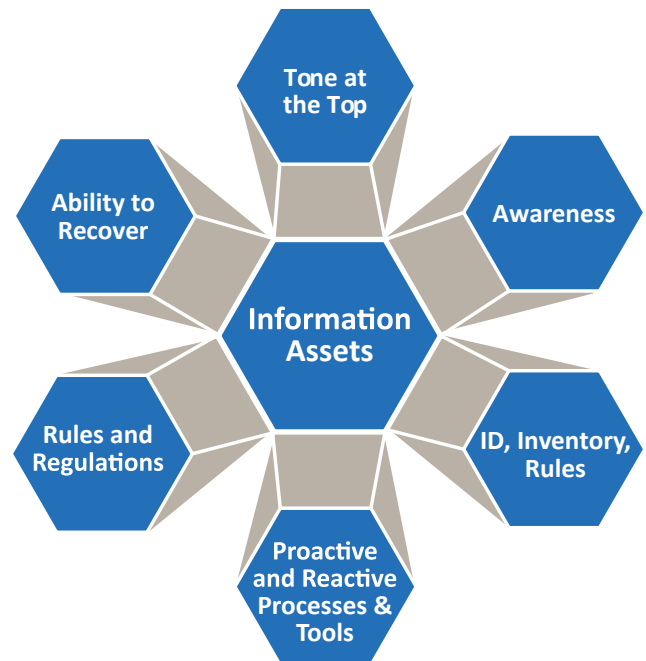 Tone at
the Top
Ability to
Recover
Awareness
Information
Assets
Rules and
Regulations
ID, Inventory,
Rules
Proactive
and Reactive
Processes &
Tools